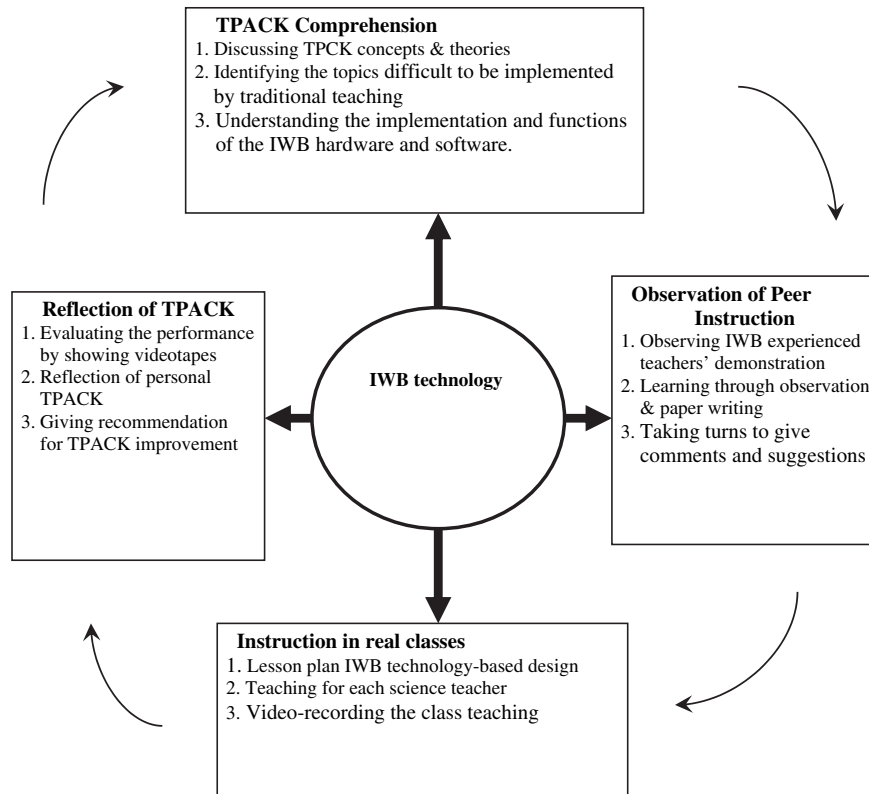 TPACK Comprehension
1. Discussing TPCK concepts & theories
2. Identifying the topics difficult to be implemented
by traditional teaching
3. Understanding the implementation and functions
of the IWB hardware and software.
Reflection of TPACK
1. Evaluating the performance
by showing videotapes
2. Reflection of personal
TPACK
3. Giving recommendation
for TPACK improvement
IWB technology
Observation of Peer
Instruction
1. Observing IWB experienced
teachers' demonstration
2. Learning through observation
& paper writing
3. Taking turns to give
comments and suggestions
Instruction in real classes
1. Lesson plan IWB technology-based design
2. Teaching for each science teacher
3. Video-recording the class teaching